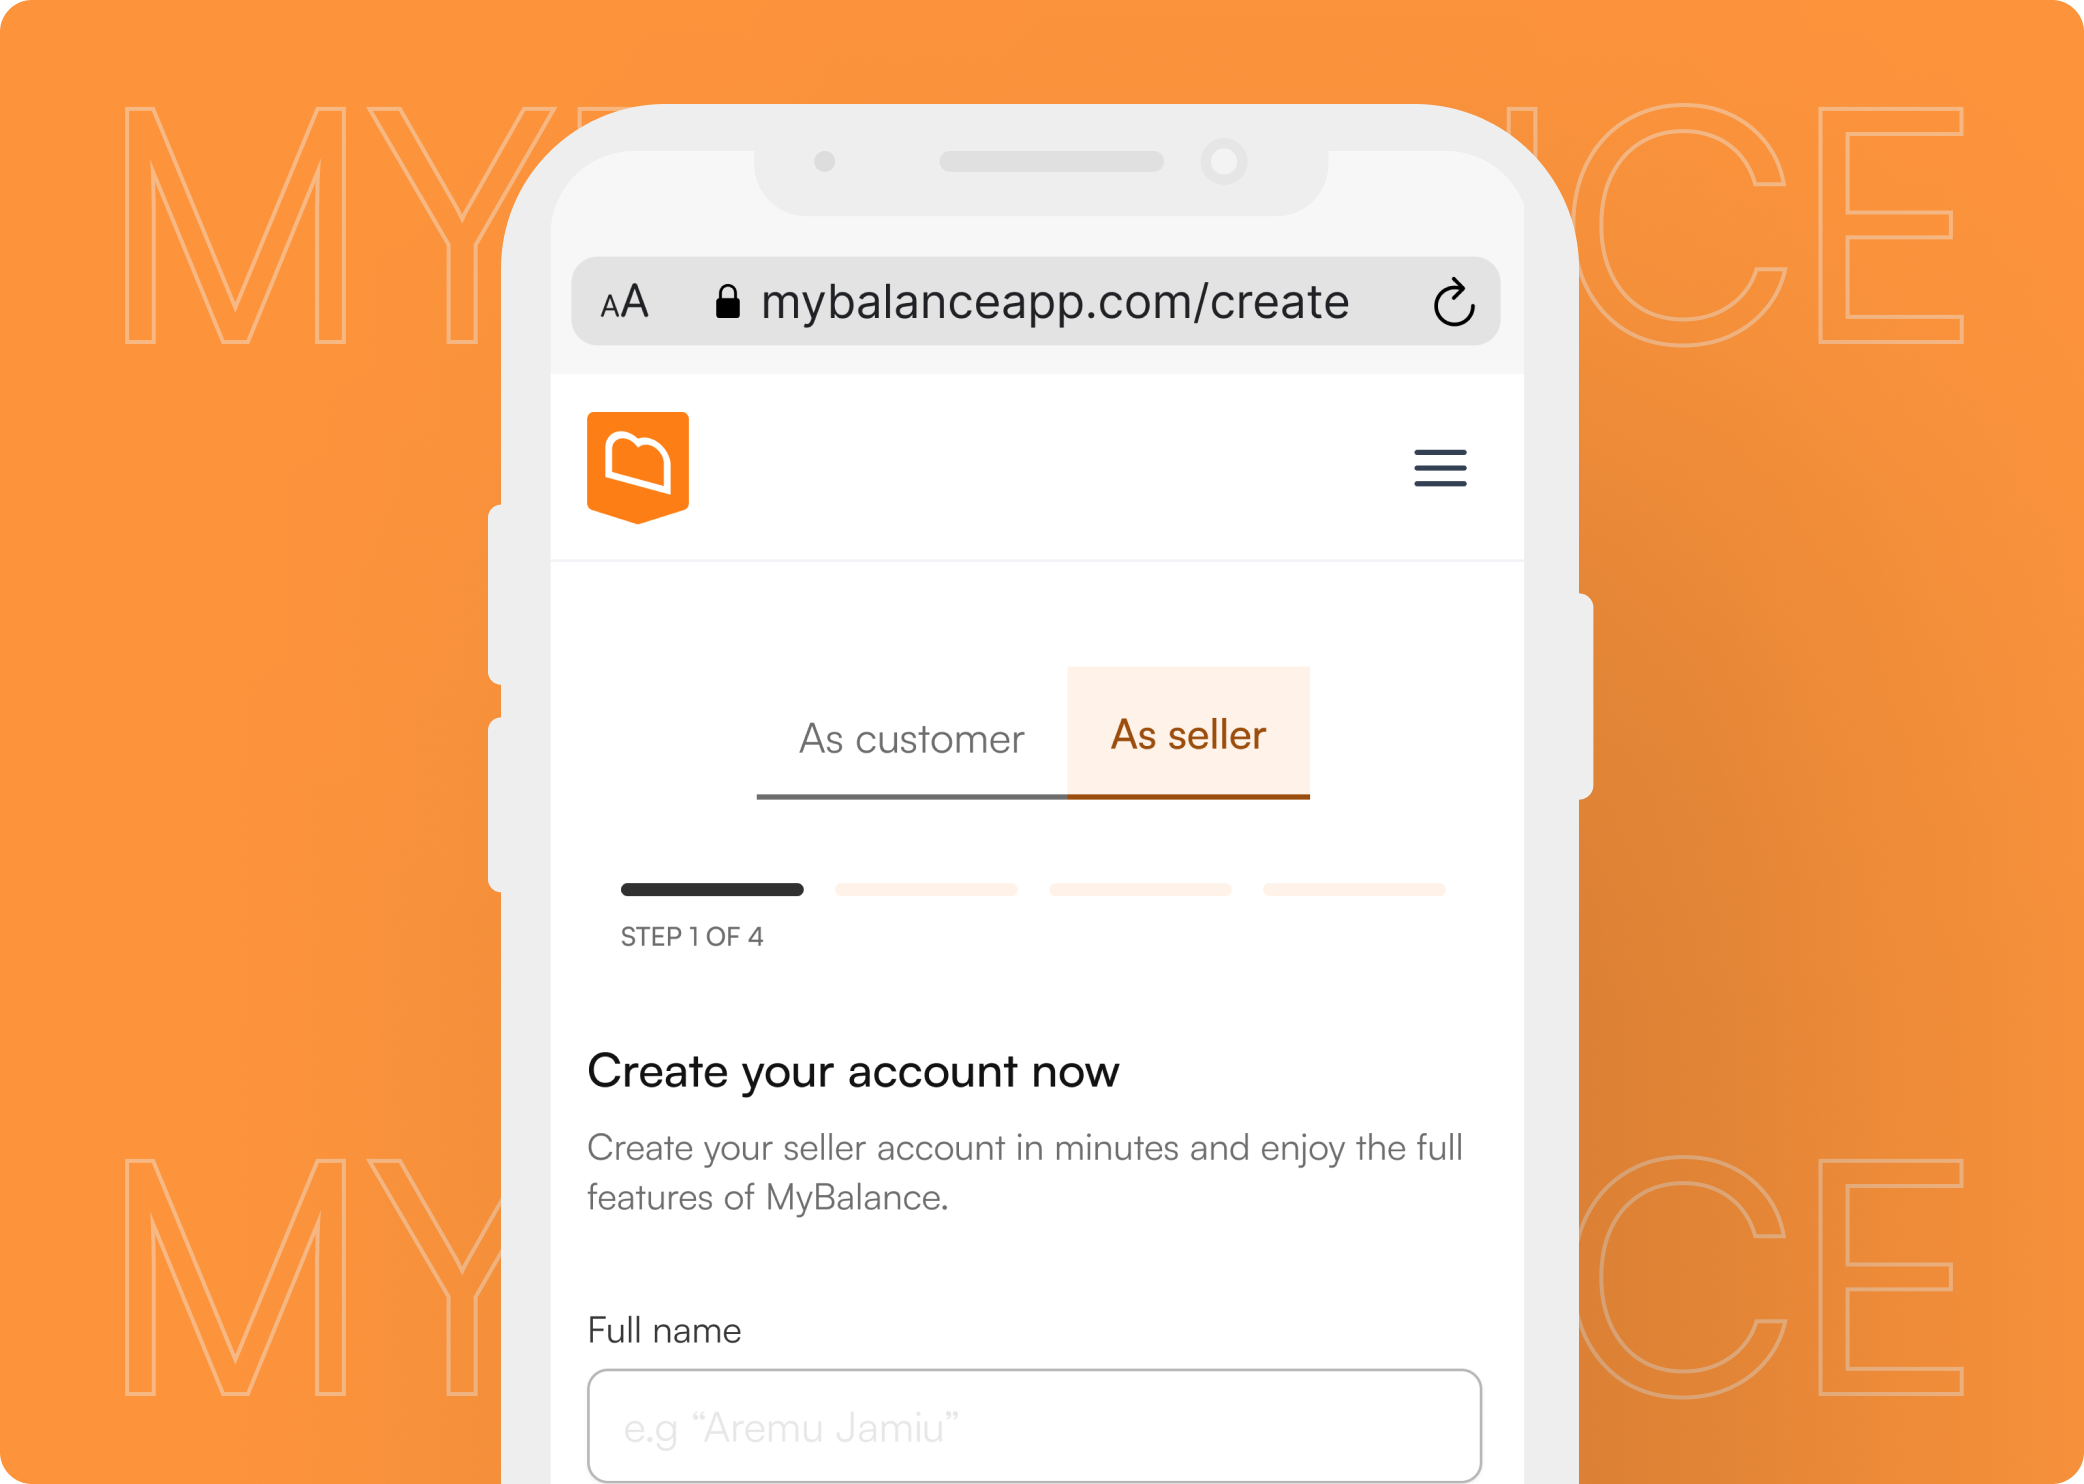 MY CE
AA mybalanceapp.com/create
As customer As seller
STEP 1 OF 4
Create your account now
Create your seller account in minutes and enjoy the full
features of MyBalance.
Full name
e.g “Aremu Jamiu”
MY CE